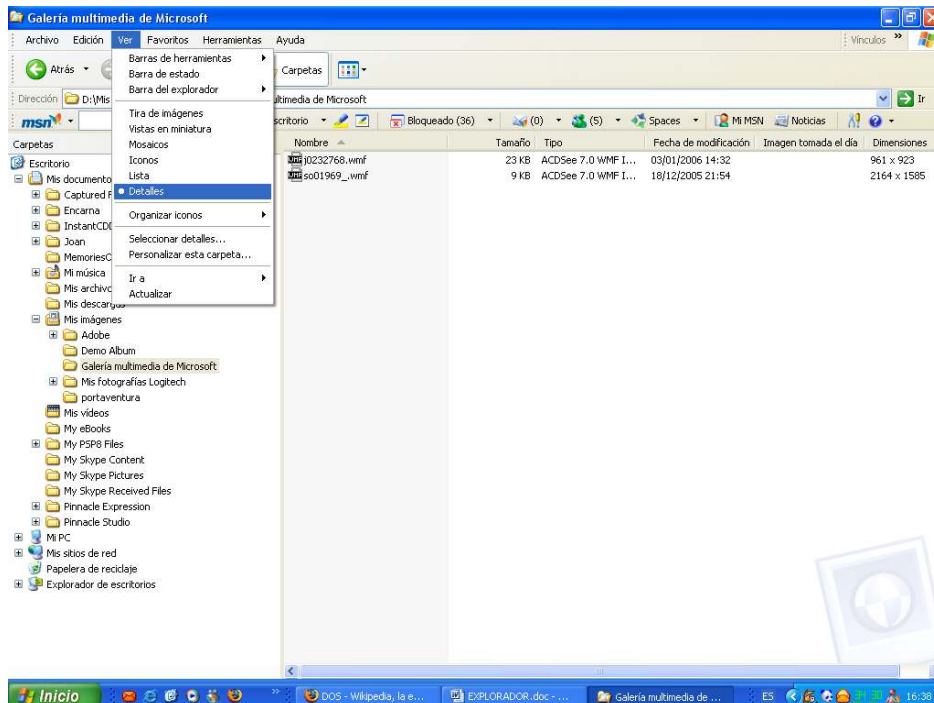 Galería multimedia de Microsoft
Archivo Edición Ver Favoritos Herramientas Ayuda
Vínculos »
Atrás
Carpetas
Dirección D:\Mis
ltimedia de Microsoft
Ir
msn
scritorio Bloqueado (36) (0) (5) Spaces Mi MSN Noticias
Barras de herramientas
Barra de estado
Barra del explorador
Tira de imágenes
Vistas en miniatura
Mosaicos
Iconos
Lista
Detalles
Organizar iconos
Seleccionar detalles...
Personalizar esta carpeta...
Ir a
Actualizar
Carpetas
Escritorio
Mis documento
Captured F
Encarna
InstantCD
Joan
MemoriesC
Mi música
Mis archivo
Mis descargas
Mis imágenes
Adobe
Demo Album
Galería multimedia de Microsoft
Mis fotografías Logitech
portaventura
Mis vídeos
My eBooks
My PSP8 Files
My Skype Content
My Skype Pictures
My Skype Received Files
Pinnacle Expression
Pinnacle Studio
Mi PC
Mis sitios de red
Papelera de reciclaje
Explorador de escritorios
Nombre Tamaño Tipo Fecha de modificación Imagen tomada el día Dimensiones
j0232768.wmf 23 KB ACDSee 7.0 WMF I... 03/01/2006 14:32 961 x 923
so01969_.wmf 9 KB ACDSee 7.0 WMF I... 18/12/2005 21:54 2164 x 1585
Inicio » DOS - Wikipedia, la e... EXPLORADOR.doc - ... Galería multimedia de ... ES 16:38